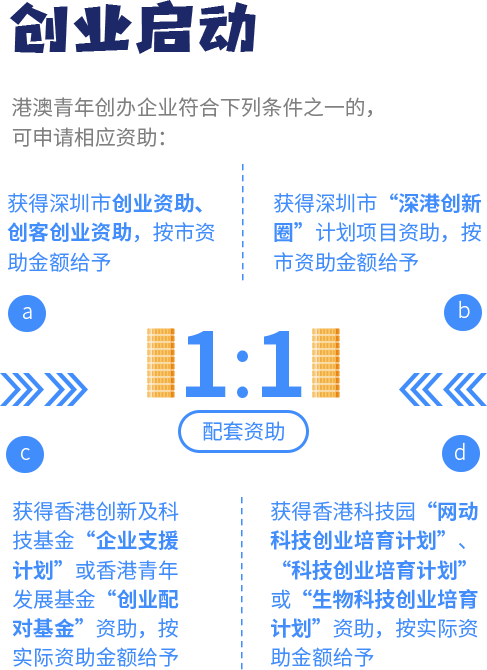 创业启动
港澳青年创办企业符合下列条件之一的，
可申请相应资助：
获得深圳市创业资助、
创客创业资助，按市资
助金额给予
获得深圳市“深港创新
圈”计划项目资助，按
市资助金额给予
a
b
1:1
配套资助
c
d
获得香港创新及科
技基金“企业支援
计划”或香港青年
发展基金“创业配
对基金”资助，按
实际资助金额给予
获得香港科技园“网动
科技创业培育计划”、
“科技创业培育计划”
或“生物科技创业培育
计划”资助，按实际资
助金额给予